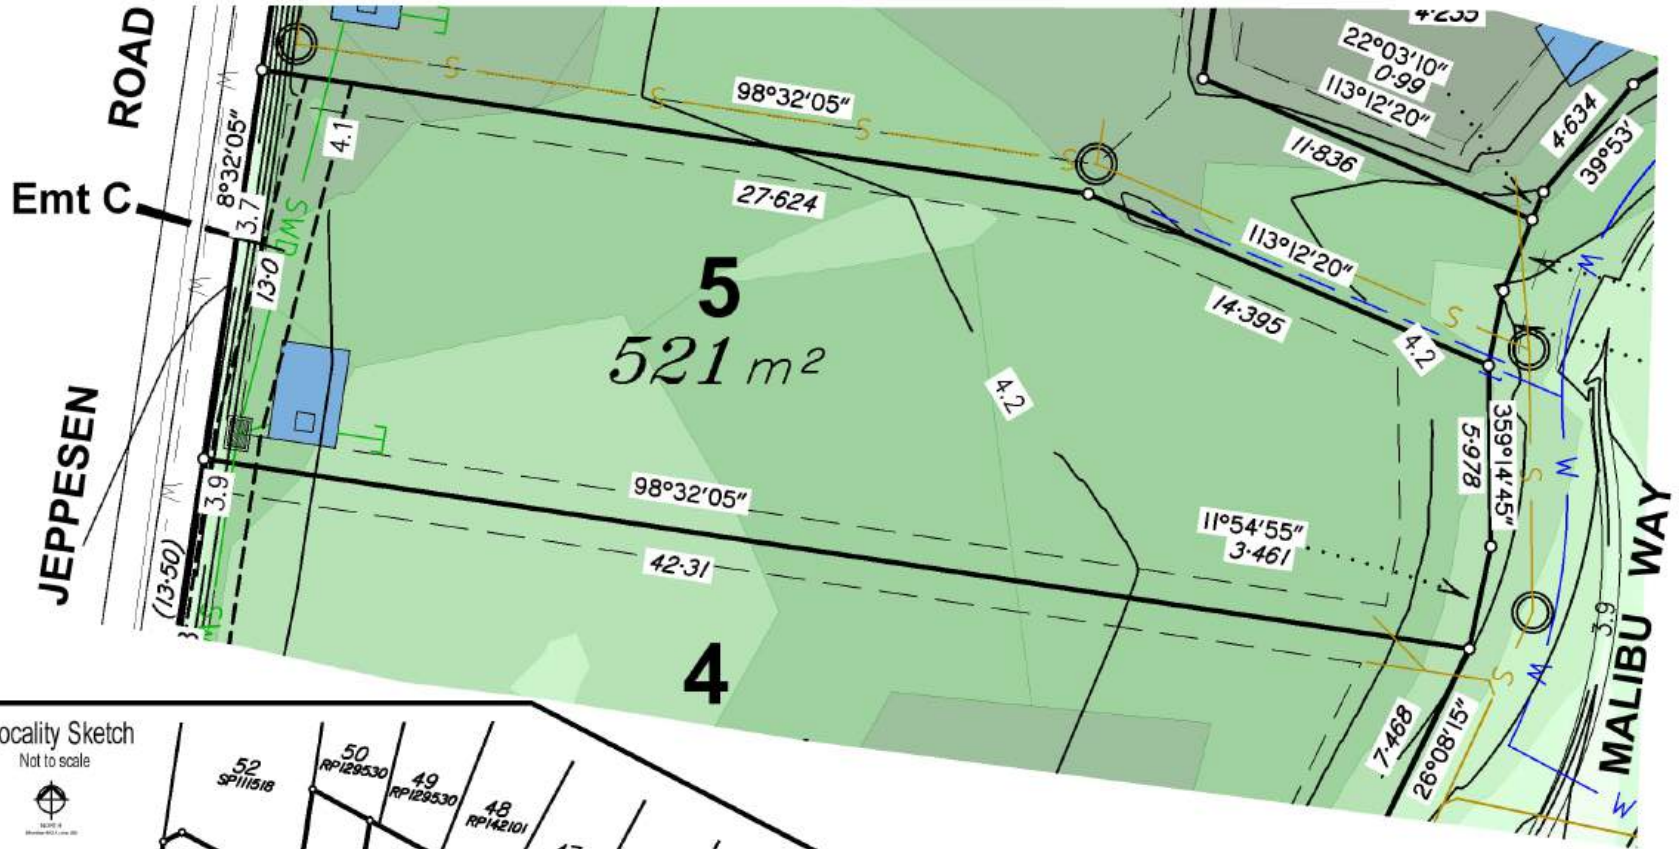 ROAD
8°32′05″
4.1
3.7
Emt C
SWD
13·0
S
S
S
S
S
98°32′05″
27·624
4·235
22°03′10″
0·99
113°12′20″
11·836
4·634
39°53′
113°12′20″
14·395
4.2
S
W
5
521 m²
4.2
W
W
W
JEPPESEN
(13·50)
3.9
98°32′05″
42·31
11°54′55″
3·461
359°14′45″
5·978
S
W
W
W
3.9
MALIBU WAY
S
4
7·468
26°08′15″
ocality Sketch
Not to scale
52
SP111518
50
RP129530
49
RP129530
48
RP142101